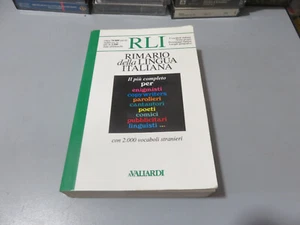 RLI
RIMARIO
della LINGUA
ITALIANA
Il più completo
per
enigmisti
copywriters
parolieri
cantautori
poeti
comici
pubblicitari
linguisti ...
con 2.000 vocaboli stranieri
A.VALLARDI